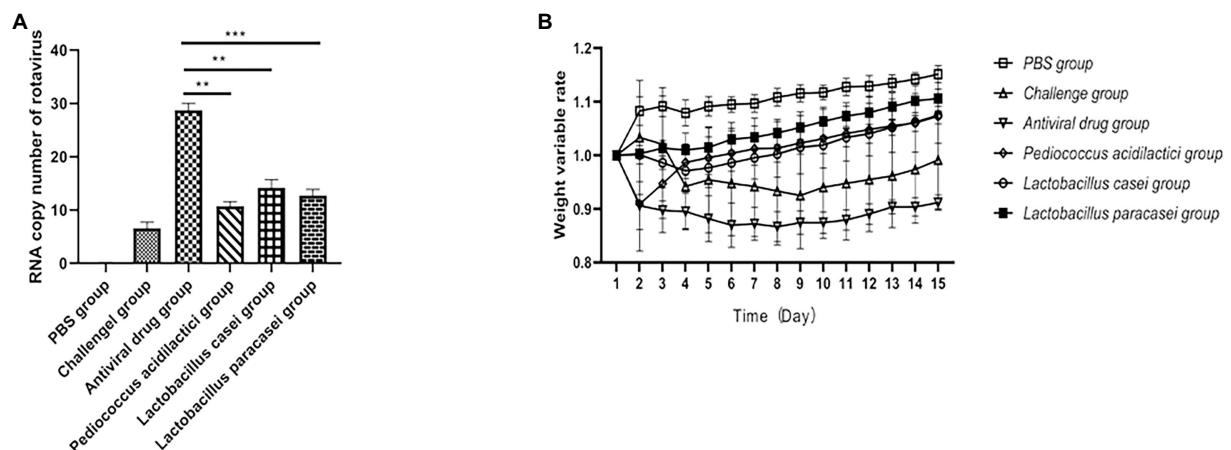 A
RNA copy number of rotavirus
40
30
20
10
0
***
**
**
PBS group
Challengel group
Antiviral drug group
Pediococcus acidilactici group
Lactobacillus casei group
Lactobacillus paracasei group
B
Weight variable rate
1.2
1.1
1.0
0.9
0.8
1 2 3 4 5 6 7 8 9 10 11 12 13 14 15
Time (Day)
PBS group
Challenge group
Antiviral drug group
Pediococcus acidilactici group
Lactobacillus casei group
Lactobacillus paracasei group